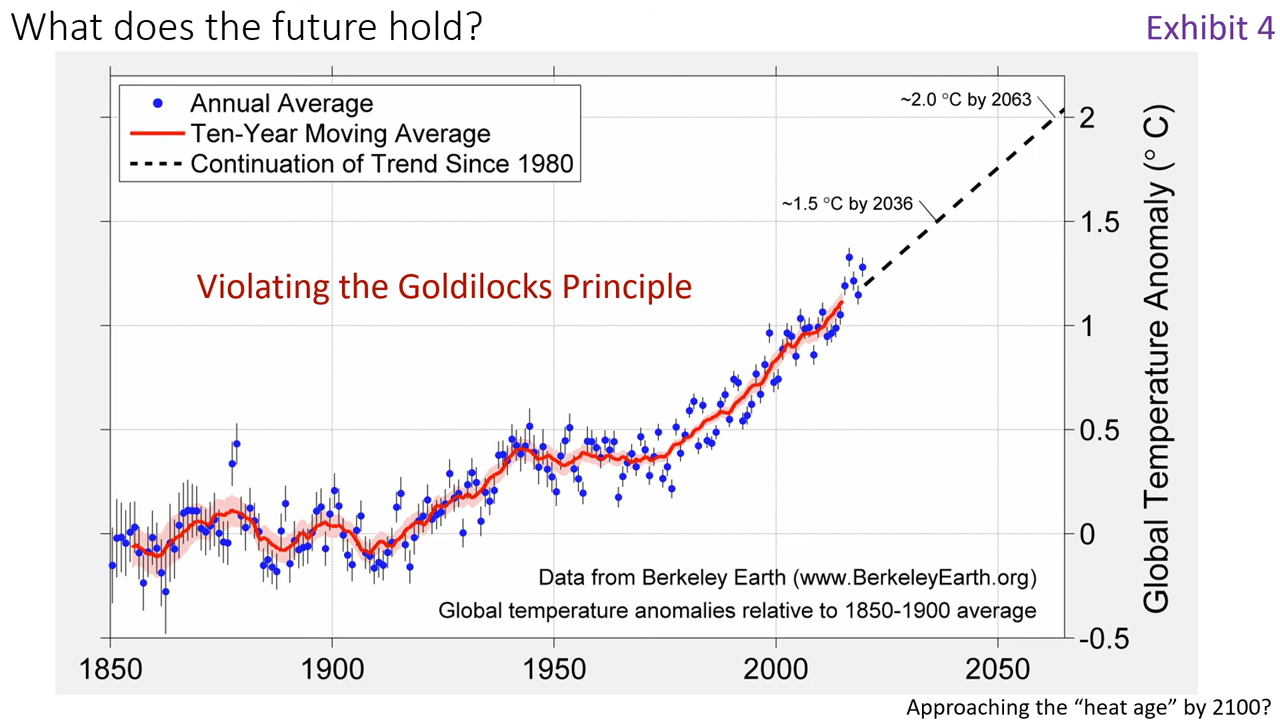 What does the future hold?
Exhibit 4
Annual Average
Ten-Year Moving Average
Continuation of Trend Since 1980
~2.0 °C by 2063
~1.5 °C by 2036
Violating the Goldilocks Principle
2
1.5
1
0.5
0
-0.5
Global Temperature Anomaly (° C)
Data from Berkeley Earth (www.BerkeleyEarth.org)
Global temperature anomalies relative to 1850-1900 average
1850
1900
1950
2000
2050
Approaching the “heat age” by 2100?